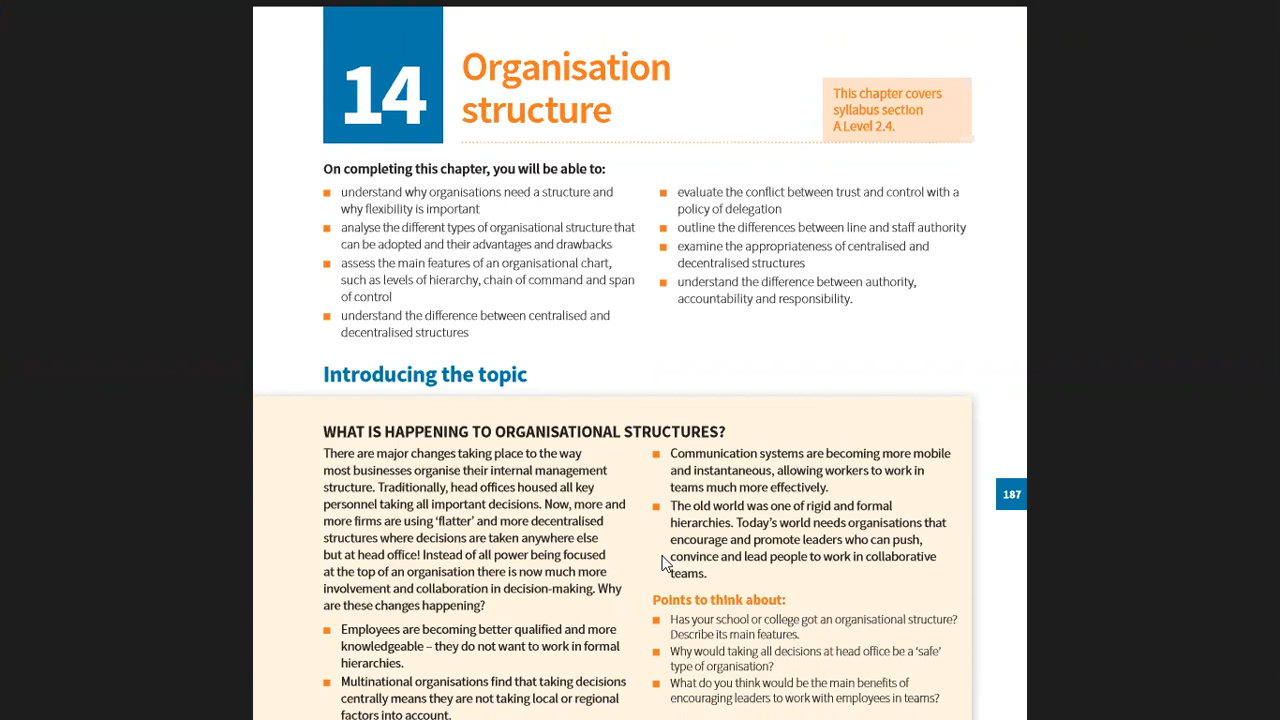 14
Organisation
structure
This chapter covers
syllabus section
A Level 2.4.
On completing this chapter, you will be able to:
understand why organisations need a structure and
why flexibility is important
analyse the different types of organisational structure that
can be adopted and their advantages and drawbacks
assess the main features of an organisational chart,
such as levels of hierarchy, chain of command and span
of control
understand the difference between centralised and
decentralised structures
evaluate the conflict between trust and control with a
policy of delegation
outline the differences between line and staff authority
examine the appropriateness of centralised and
decentralised structures
understand the difference between authority,
accountability and responsibility.
Introducing the topic
WHAT IS HAPPENING TO ORGANISATIONAL STRUCTURES?
There are major changes taking place to the way
most businesses organise their internal management
structure. Traditionally, head offices housed all key
personnel taking all important decisions. Now, more and
more firms are using ‘flatter’ and more decentralised
structures where decisions are taken anywhere else
but at head office! Instead of all power being focused
at the top of an organisation there is now much more
involvement and collaboration in decision-making. Why
are these changes happening?
Employees are becoming better qualified and more
knowledgeable – they do not want to work in formal
hierarchies.
Multinational organisations find that taking decisions
centrally means they are not taking local or regional
factors into account.
Communication systems are becoming more mobile
and instantaneous, allowing workers to work in
teams much more effectively.
The old world was one of rigid and formal
hierarchies. Today’s world needs organisations that
encourage and promote leaders who can push,
convince and lead people to work in collaborative
teams.
Points to think about:
Has your school or college got an organisational structure?
Describe its main features.
Why would taking all decisions at head office be a ‘safe’
type of organisation?
What do you think would be the main benefits of
encouraging leaders to work with employees in teams?
187